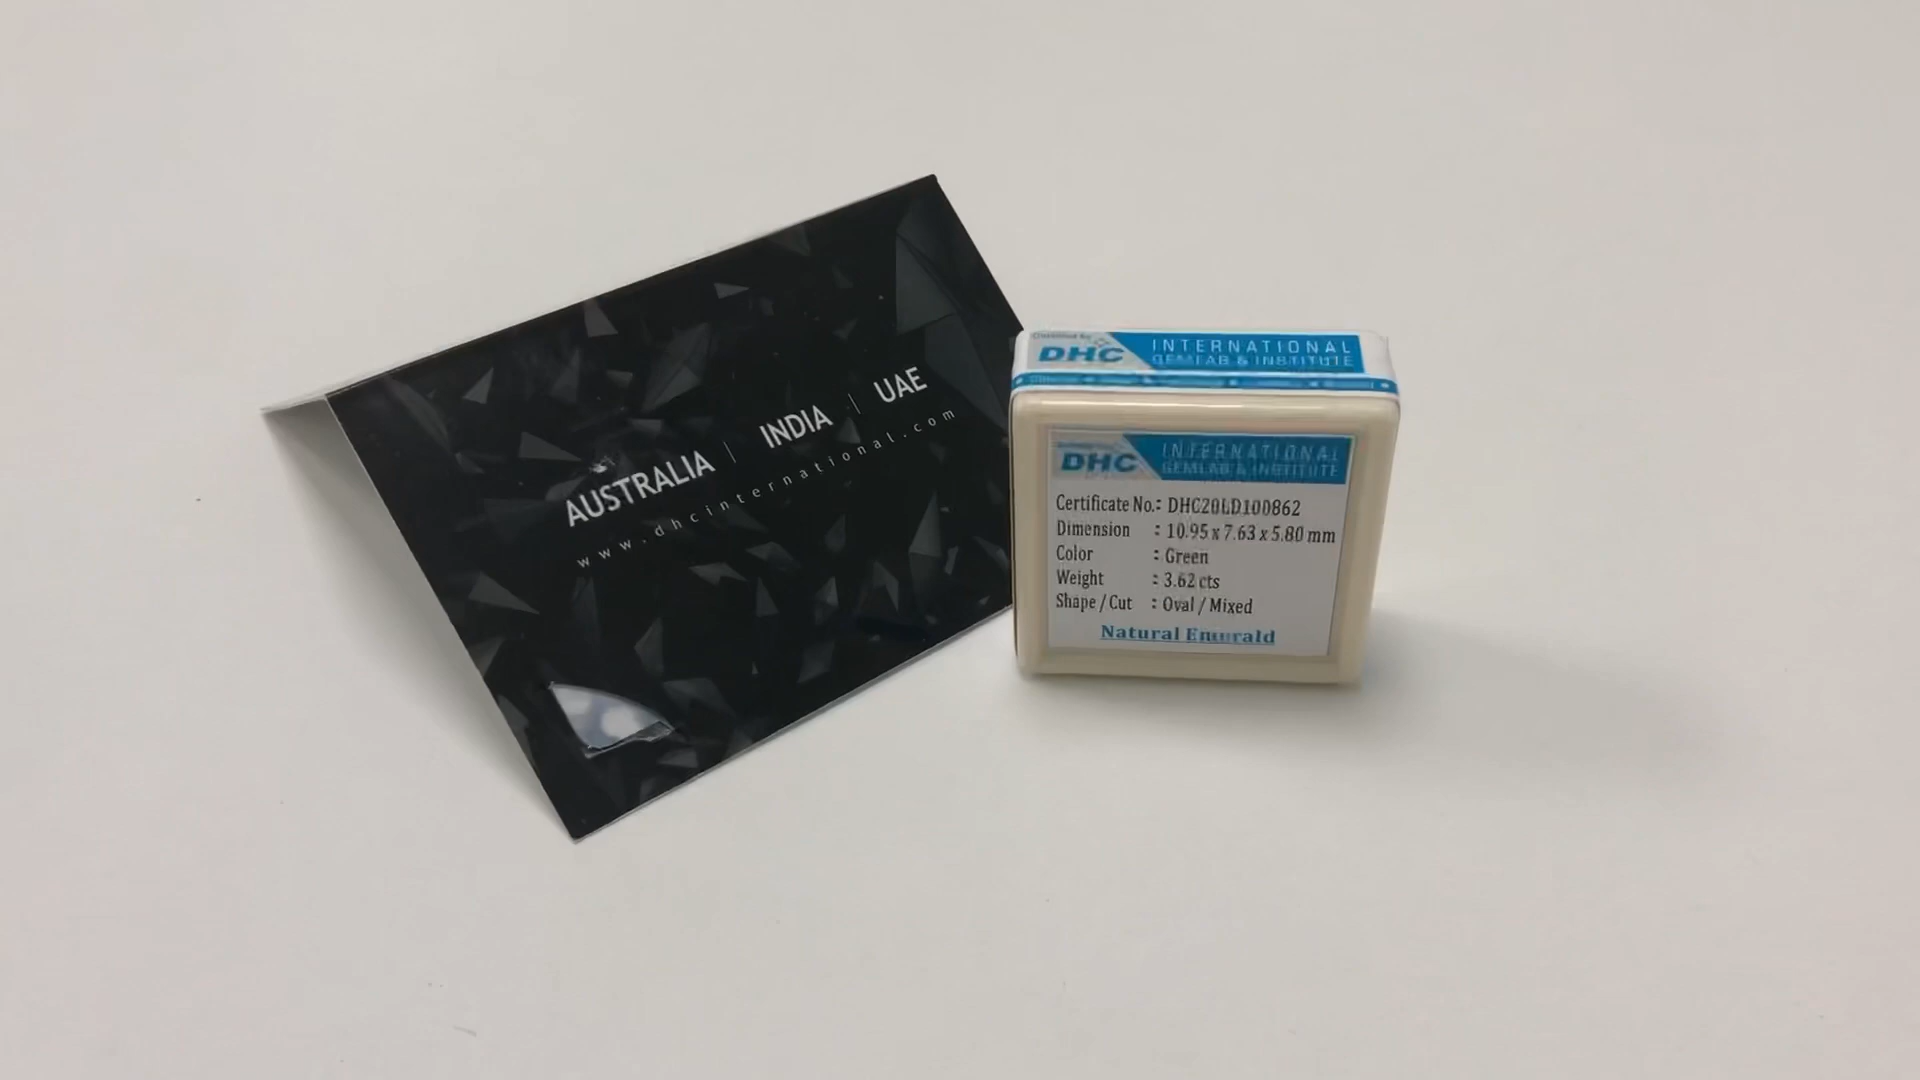 AUSTRALIA | INDIA | UAE
www.dhcinternational.com
DHC INTERNATIONAL
GEMLAB & INSTITUTE
DHC INTERNATIONAL
GEMLAB & INSTITUTE
Certificate No. : DHC20LD100862
Dimension : 10.95 x 7.63 x 5.80 mm
Color : Green
Weight : 3.62 cts
Shape / Cut : Oval / Mixed
Natural Emerald